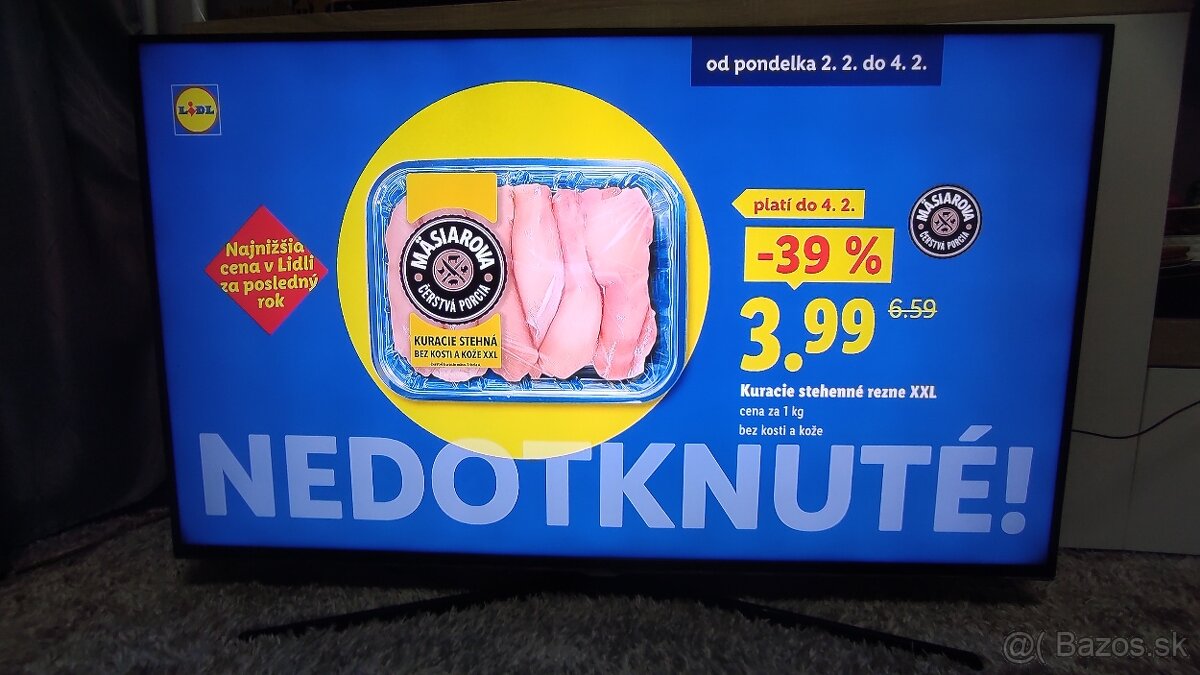 od pondelka 2. 2. do 4. 2.
LIDL
platí do 4. 2.
-39 %
3.99 6.59
Najnižšia
cena v Lidli
za posledný
rok
MÄSIAROVA
ČERSTVÁ PORCIA
MÄSIAROVA
ČERSTVÁ PORCIA
KURACIE STEHNÁ
BEZ KOSTI A KOŽE XXL
Kuracie stehenné rezne XXL
cena za 1 kg
bez kosti a kože
NEDOTKNUTÉ!
@( Bazos.sk